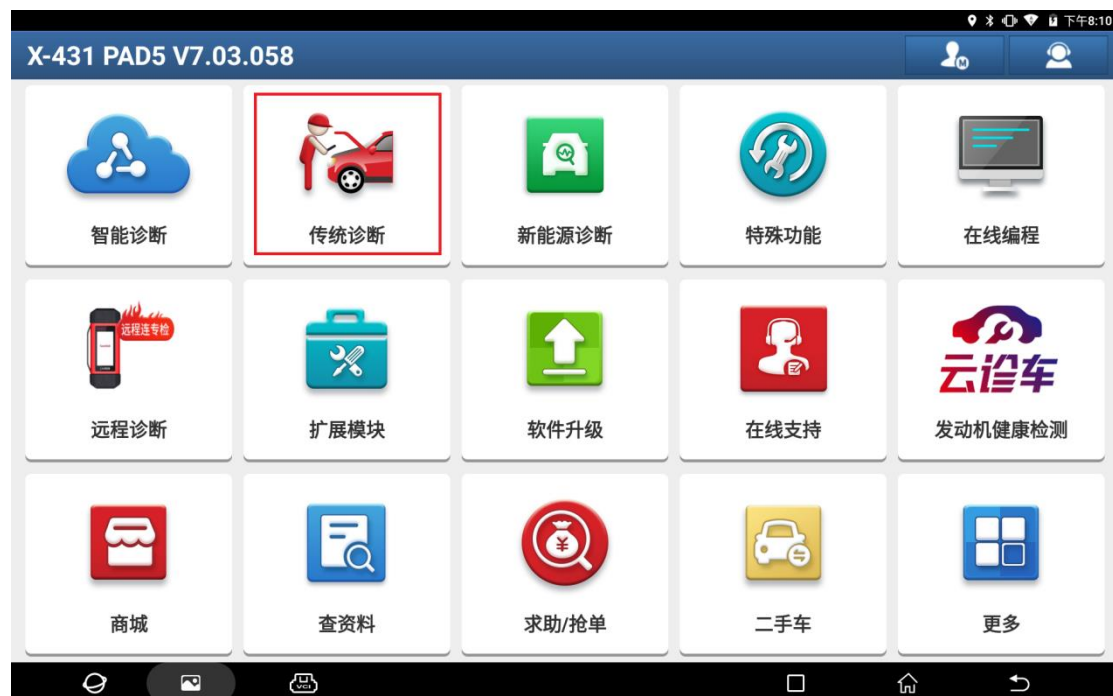 下午8:10
X-431 PAD5 V7.03.058
M
智能诊断
传统诊断
新能源诊断
特殊功能
在线编程
远程连专检
云诊车
远程诊断
扩展模块
软件升级
在线支持
发动机健康检测
¥
商城
查资料
求助/抢单
二手车
更多
VCI